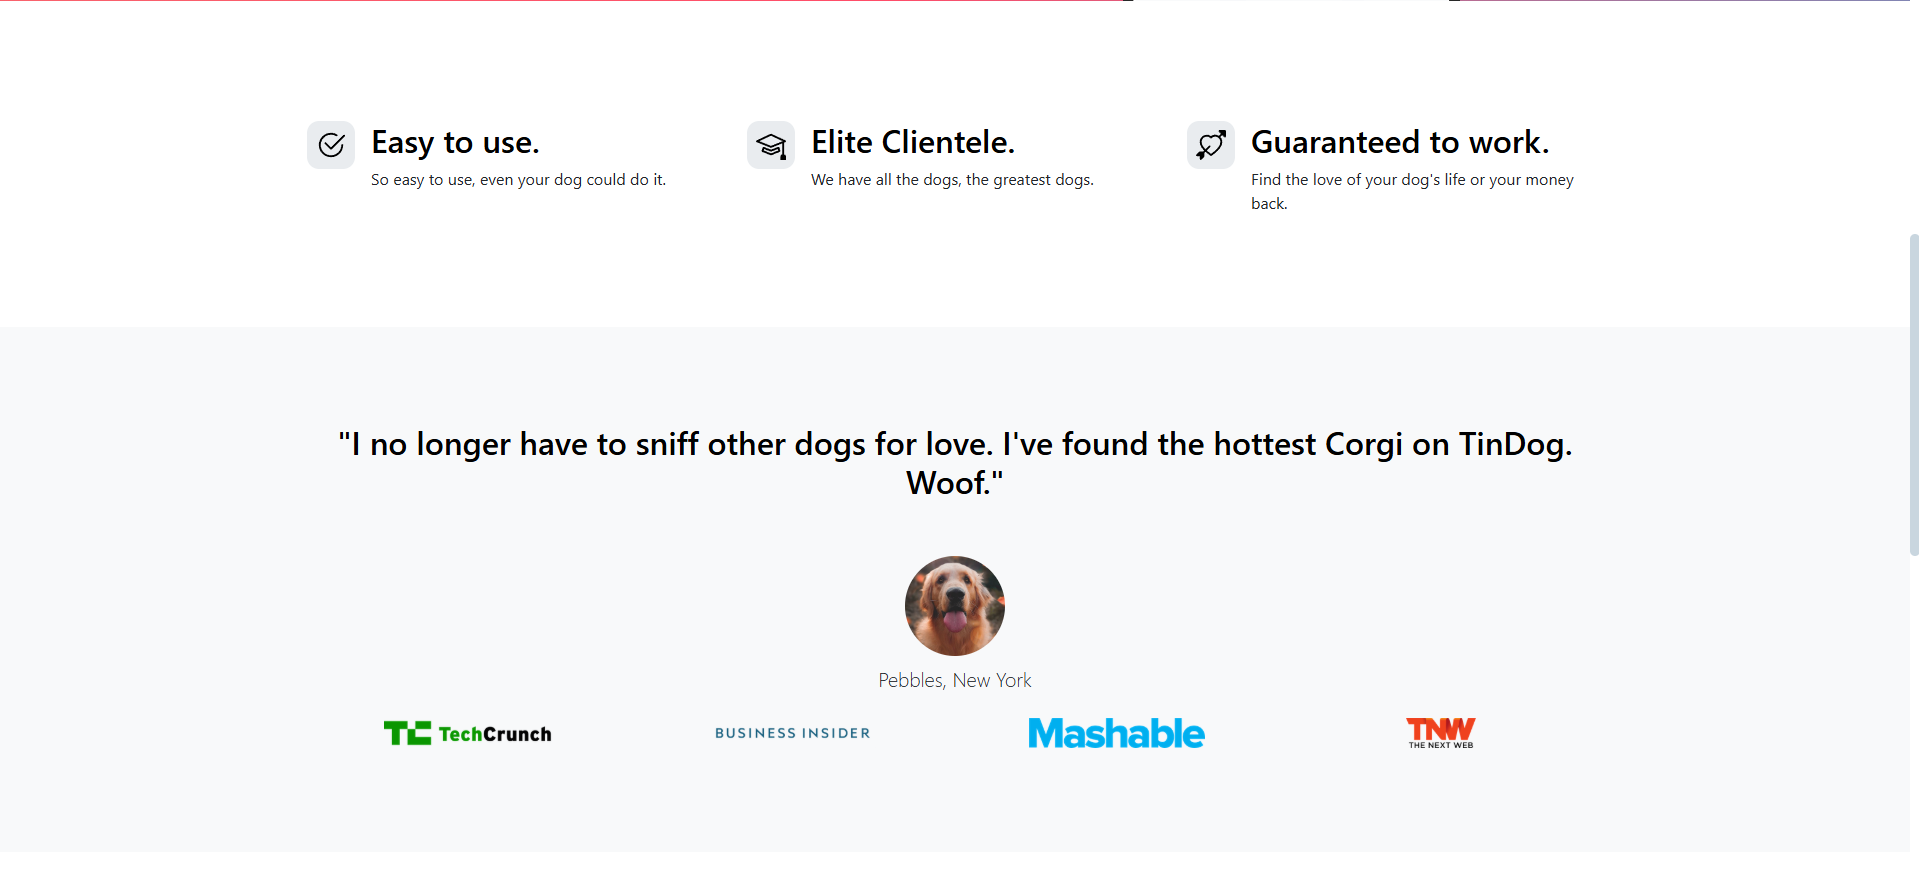 Easy to use.
So easy to use, even your dog could do it.
Elite Clientele.
We have all the dogs, the greatest dogs.
Guaranteed to work.
Find the love of your dog's life or your money
back.
"I no longer have to sniff other dogs for love. I've found the hottest Corgi on TinDog.
Woof."
Pebbles, New York
TC TechCrunch
BUSINESS INSIDER
Mashable
TNW
THE NEXT WEB